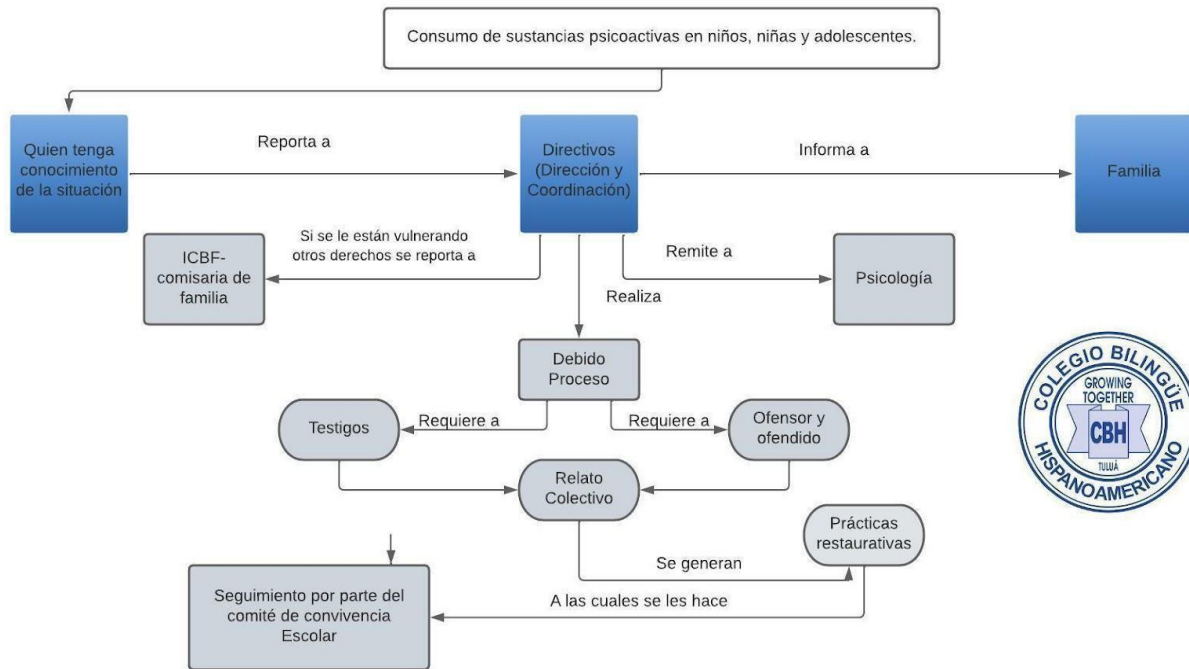 Consumo de sustancias psicoactivas en niños, niñas y adolescentes.
Quien tenga
conocimiento
de la situación
Reporta a
Directivos
(Dirección y
Coordinación)
Informa a
Familia
ICBF-
comisaria de
familia
Si se le están vulnerando
otros derechos se reporta a
Remite a
Psicología
Realiza
Debido
Proceso
Testigos
Requiere a
Requiere a
Ofensor y
ofendido
Relato
Colectivo
Prácticas
restaurativas
Se generan
A las cuales se les hace
Seguimiento por parte del
comité de convivencia
Escolar
COLEGIO BILINGÜE
GROWING
TOGETHER
CBH
TULUÁ
HISPANOAMERICANO